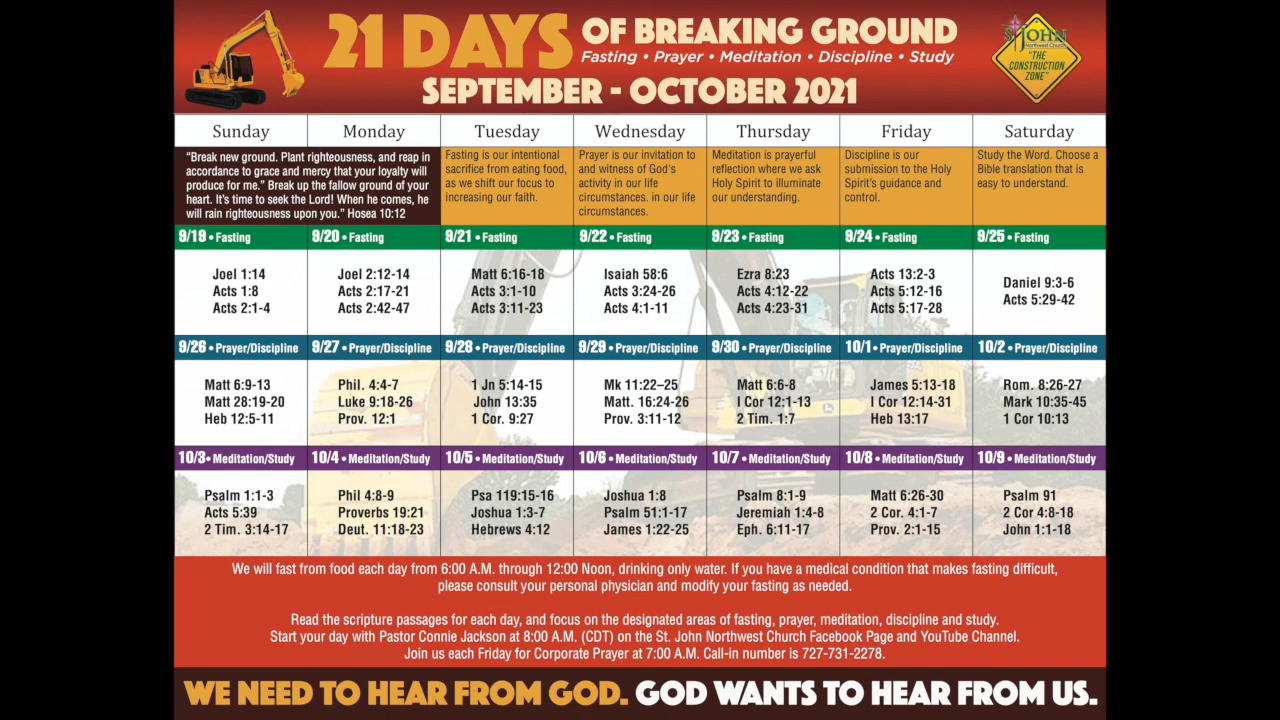 21 DAYS OF BREAKING GROUND
Fasting • Prayer • Meditation • Discipline • Study
SEPTEMBER - OCTOBER 2021
ST JOHN
Northwest Church
"THE
CONSTRUCTION
ZONE"
Sunday Monday Tuesday Wednesday Thursday Friday Saturday
"Break new ground. Plant righteousness, and reap in
accordance to grace and mercy that your loyalty will
produce for me." Break up the fallow ground of your
heart. It's time to seek the Lord! When he comes, he
will rain righteousness upon you." Hosea 10:12
Fasting is our intentional
sacrifice from eating food,
as we shift our focus to
increasing our faith.
Prayer is our invitation to
and witness of God's
activity in our life
circumstances. in our life
circumstances.
Meditation is prayerful
reflection where we ask
Holy Spirit to illuminate
our understanding.
Discipline is our
submission to the Holy
Spirit's guidance and
control.
Study the Word. Choose a
Bible translation that is
easy to understand.
9/19 • Fasting
Joel 1:14
Acts 1:8
Acts 2:1-4
9/20 • Fasting
Joel 2:12-14
Acts 2:17-21
Acts 2:42-47
9/21 • Fasting
Matt 6:16-18
Acts 3:1-10
Acts 3:11-23
9/22 • Fasting
Isaiah 58:6
Acts 3:24-26
Acts 4:1-11
9/23 • Fasting
Ezra 8:23
Acts 4:12-22
Acts 4:23-31
9/24 • Fasting
Acts 13:2-3
Acts 5:12-16
Acts 5:17-28
9/25 • Fasting
Daniel 9:3-6
Acts 5:29-42
9/26 • Prayer/Discipline
Matt 6:9-13
Matt 28:19-20
Heb 12:5-11
9/27 • Prayer/Discipline
Phil. 4:4-7
Luke 9:18-26
Prov. 12:1
9/28 • Prayer/Discipline
1 Jn 5:14-15
John 13:35
1 Cor. 9:27
9/29 • Prayer/Discipline
Mk 11:22–25
Matt. 16:24-26
Prov. 3:11-12
9/30 • Prayer/Discipline
Matt 6:6-8
I Cor 12:1-13
2 Tim. 1:7
10/1• Prayer/Discipline
James 5:13-18
I Cor 12:14-31
Heb 13:17
10/2 • Prayer/Discipline
Rom. 8:26-27
Mark 10:35-45
1 Cor 10:13
10/3• Meditation/Study
Psalm 1:1-3
Acts 5:39
2 Tim. 3:14-17
10/4 • Meditation/Study
Phil 4:8-9
Proverbs 19:21
Deut. 11:18-23
10/5 • Meditation/Study
Psa 119:15-16
Joshua 1:3-7
Hebrews 4:12
10/6 • Meditation/Study
Joshua 1:8
Psalm 51:1-17
James 1:22-25
10/7 • Meditation/Study
Psalm 8:1-9
Jeremiah 1:4-8
Eph. 6:11-17
10/8 • Meditation/Study
Matt 6:26-30
2 Cor. 4:1-7
Prov. 2:1-15
10/9 • Meditation/Study
Psalm 91
2 Cor 4:8-18
John 1:1-18
We will fast from food each day from 6:00 A.M. through 12:00 Noon, drinking only water. If you have a medical condition that makes fasting difficult,
please consult your personal physician and modify your fasting as needed.
Read the scripture passages for each day, and focus on the designated areas of fasting, prayer, meditation, discipline and study.
Start your day with Pastor Connie Jackson at 8:00 A.M. (CDT) on the St. John Northwest Church Facebook Page and YouTube Channel.
Join us each Friday for Corporate Prayer at 7:00 A.M. Call-in number is 727-731-2278.
WE NEED TO HEAR FROM GOD. GOD WANTS TO HEAR FROM US.